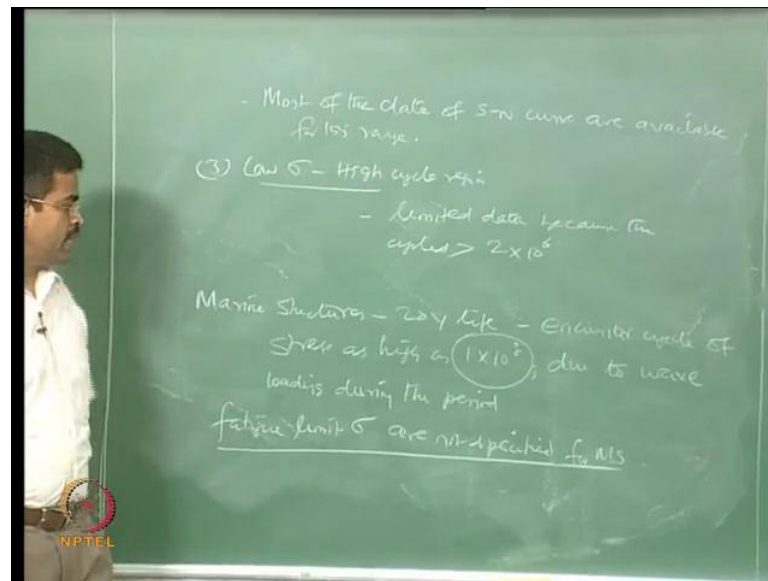 - Most of the data of S-N curve are available
for this range.
(3) Low σ - High cycle region
- limited data because the
cycles > 2 x 10⁶
Marine Structures - 20 y life - Encounter cycle of
stress as high as 1 x 10⁸, due to wave
loading during the period
fatigue limit σ are not specified for MS.
NPTEL